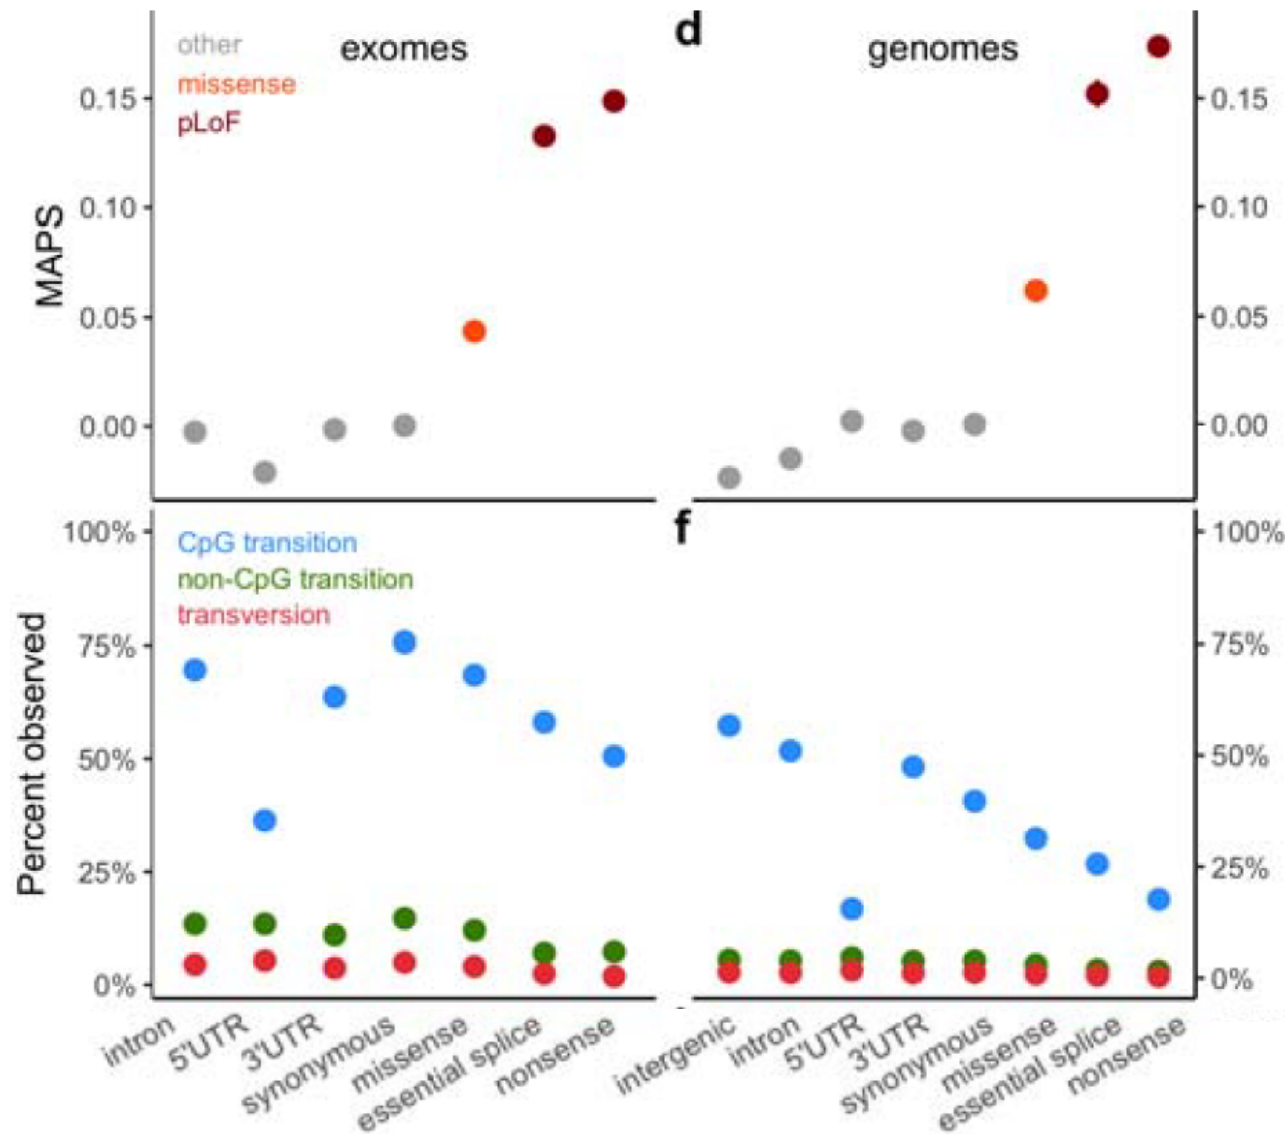 other
missense
pLoF
exomes
d
genomes
MAPS
0.15
0.10
0.05
0.00
0.15
0.10
0.05
0.00
CpG transition
non-CpG transition
transversion
f
Percent observed
100%
75%
50%
25%
0%
100%
75%
50%
25%
0%
intron
5'UTR
3'UTR
synonymous
missense
essential splice
nonsense
intergenic
intron
5'UTR
3'UTR
synonymous
missense
essential splice
nonsense